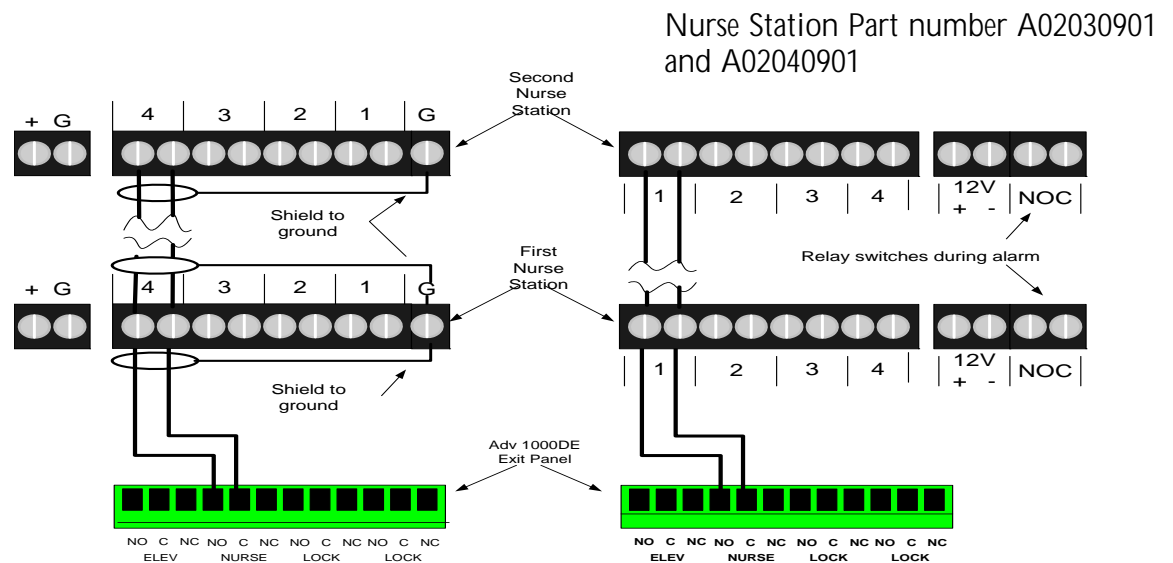 Nurse Station Part number A02030901
and A02040901
Second
Nurse
Station
+ G
4 3 2 1 G
1 2 3 4
12V
+ -
NOC
Shield to
ground
Relay switches during alarm
First
Nurse
Station
+ G
4 3 2 1 G
1 2 3 4
12V
+ -
NOC
Shield to
ground
Adv 1000DE
Exit Panel
NO C NC NO C NC NO C NC NO C NC
ELEV NURSE LOCK LOCK
NO C NC NO C NC NO C NC NO C NC
ELEV NURSE LOCK LOCK